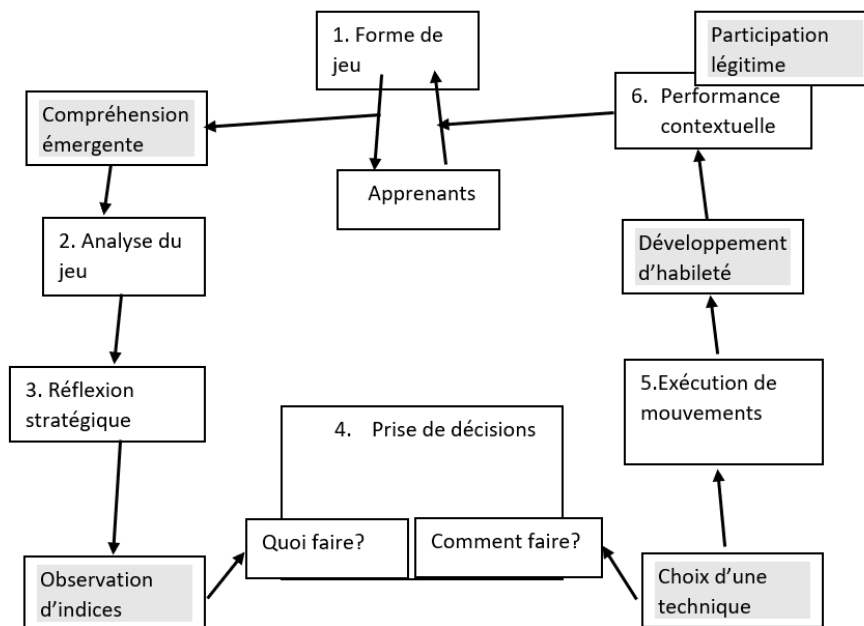 1. Forme de
jeu
Participation
légitime
6. Performance
contextuelle
Compréhension
émergente
Apprenants
2. Analyse du
jeu
Développement
d'habileté
3. Réflexion
stratégique
5.Exécution de
mouvements
4. Prise de décisions
Quoi faire?
Comment faire?
Observation
d'indices
Choix d'une
technique